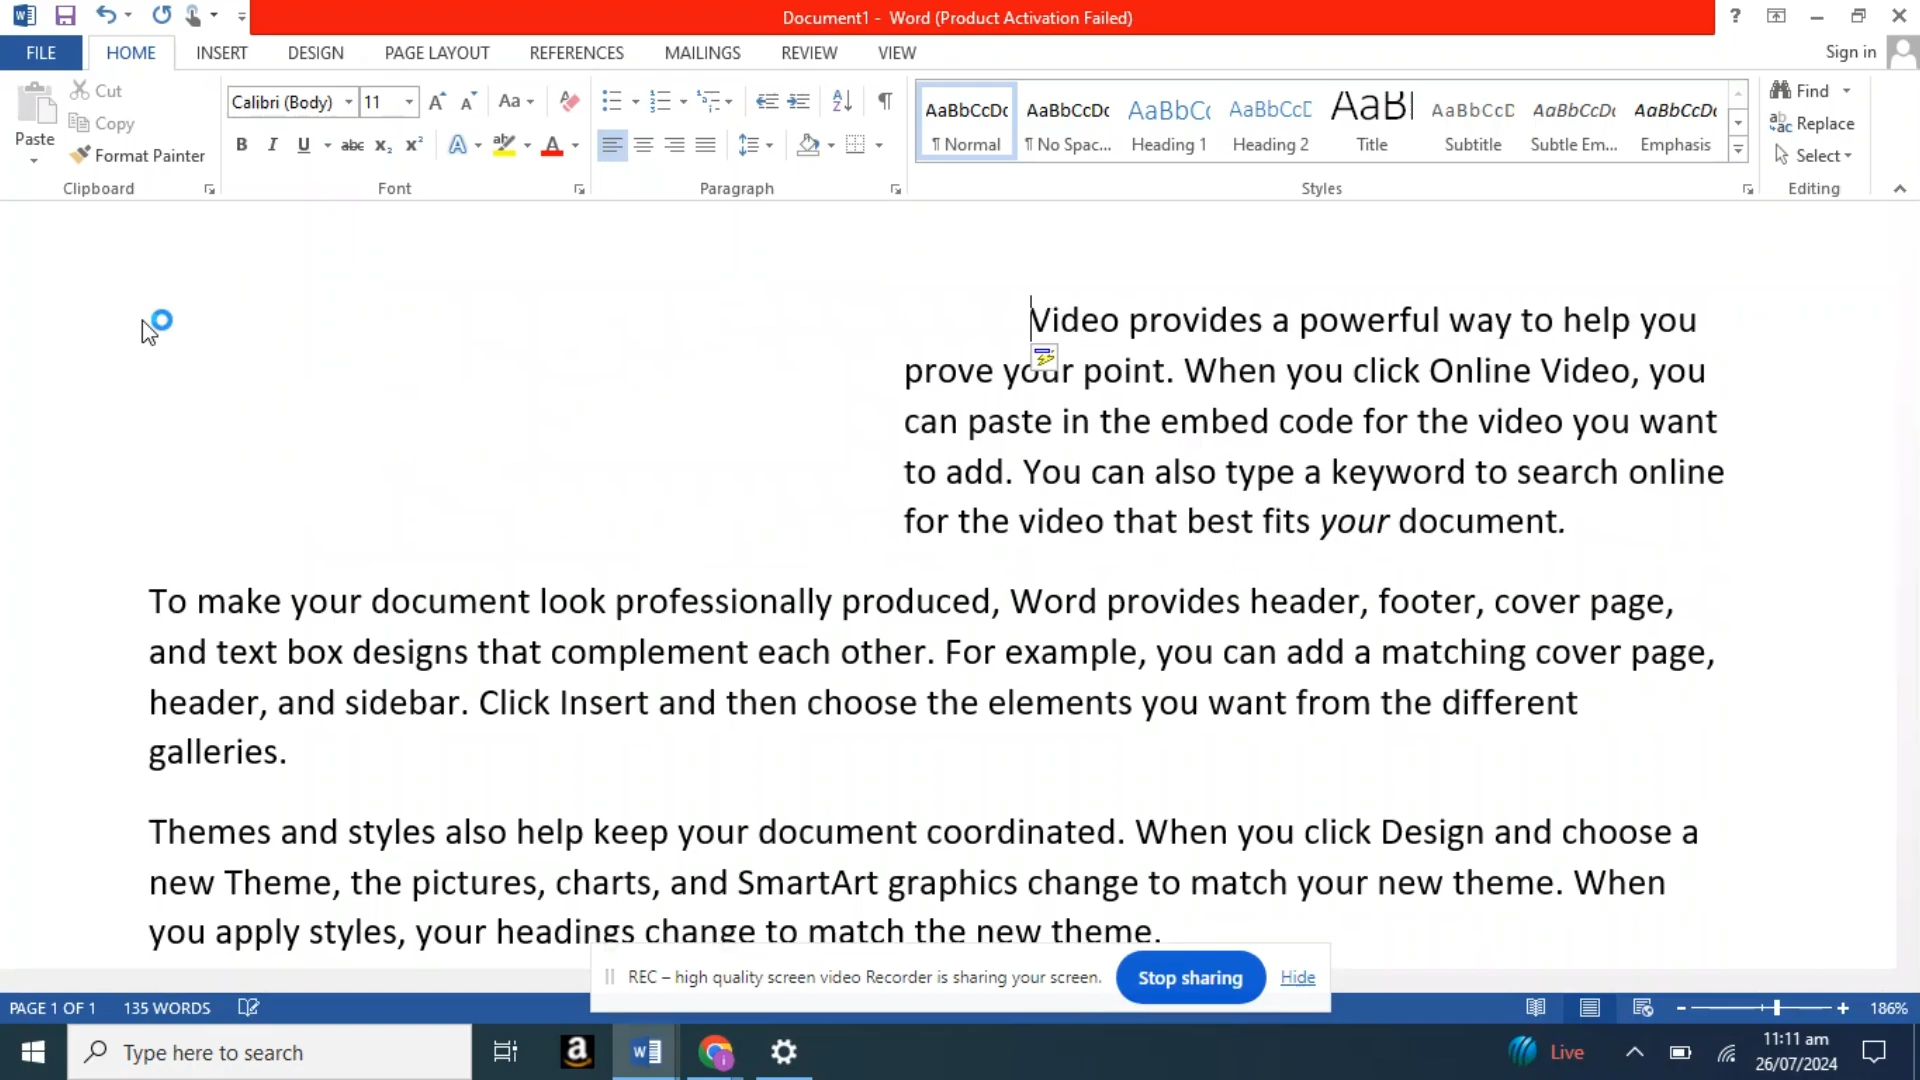 Document1 - Word (Product Activation Failed)
?
FILE HOME INSERT DESIGN PAGE LAYOUT REFERENCES MAILINGS REVIEW VIEW Sign in
Paste
Cut
Copy
Format Painter
Clipboard
Calibri (Body) 11 A A Aa
B I U abc x₂ x² A ab A
Font
Paragraph
AaBbCcDc AaBbCcDc AaBbCc AaBbCcD AaB AaBbCcD AaBbCcDc AaBbCcDc
¶ Normal ¶ No Spac... Heading 1 Heading 2 Title Subtitle Subtle Em... Emphasis
Styles
Find
Replace
Select
Editing
Video provides a powerful way to help you
prove your point. When you click Online Video, you
can paste in the embed code for the video you want
to add. You can also type a keyword to search online
for the video that best fits your document.
To make your document look professionally produced, Word provides header, footer, cover page,
and text box designs that complement each other. For example, you can add a matching cover page,
header, and sidebar. Click Insert and then choose the elements you want from the different
galleries.
Themes and styles also help keep your document coordinated. When you click Design and choose a
new Theme, the pictures, charts, and SmartArt graphics change to match your new theme. When
you apply styles, your headings change to match the new theme.
REC – high quality screen video Recorder is sharing your screen. Stop sharing Hide
PAGE 1 OF 1 135 WORDS 186%
Type here to search
Live
11:11 am
26/07/2024